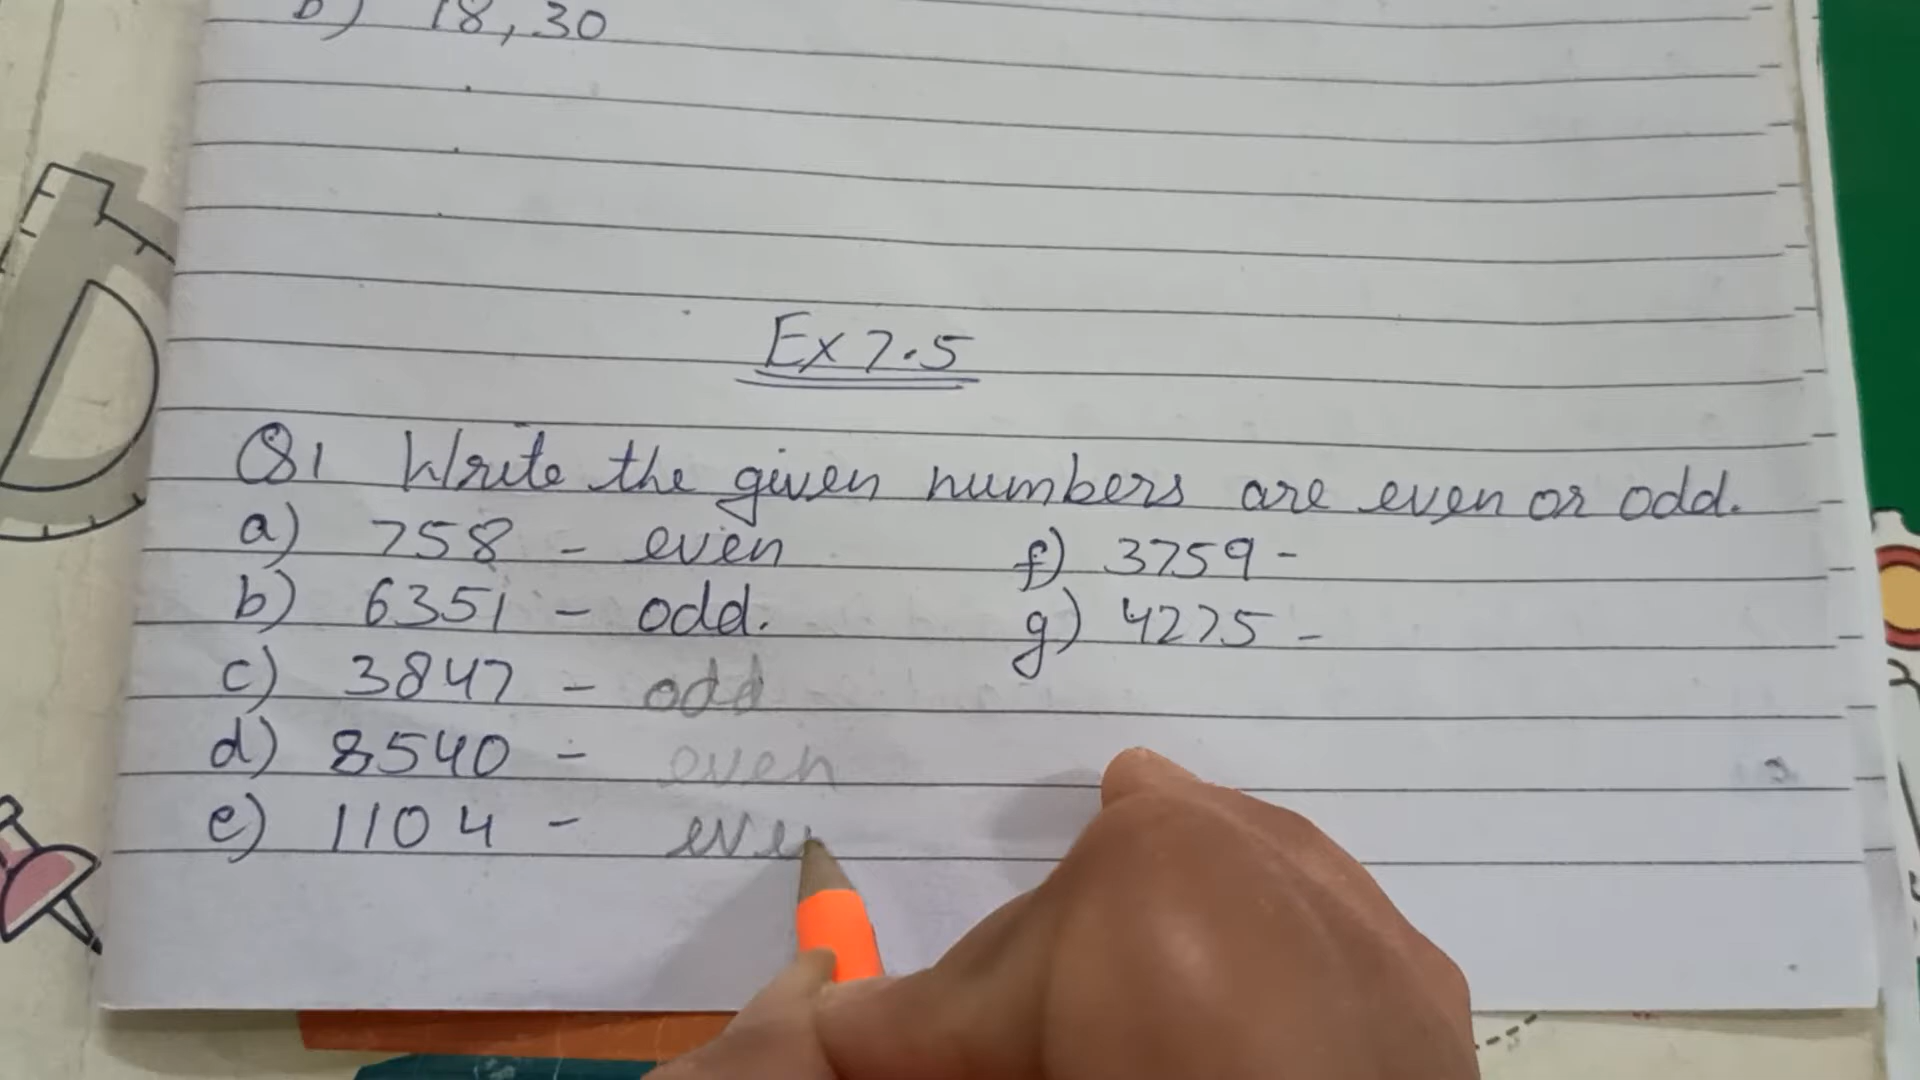 b) 18, 30
Ex 7.5
Q1 Write the given numbers are even or odd.
a) 758 - even
b) 6351 - odd.
c) 3847 - odd
d) 8540 - even
e) 1104 - eve
f) 3759 -
g) 4275 -